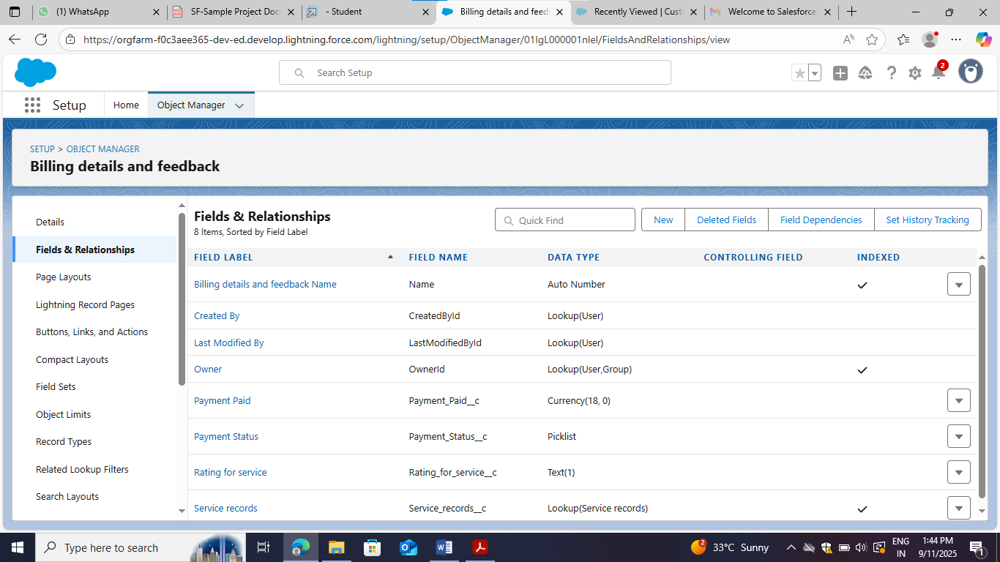 (1) WhatsApp
SF-Sample Project Doc
- Student
Billing details and feed
Recently Viewed | Cust
Welcome to Salesforce
https://orgfarm-f0c3aee365-dev-ed.develop.lightning.force.com/lightning/setup/ObjectManager/01IgL000001nIeI/FieldsAndRelationships/view
Search Setup
2
Setup
Home
Object Manager
SETUP > OBJECT MANAGER
Billing details and feedback
Details
Fields & Relationships
Page Layouts
Lightning Record Pages
Buttons, Links, and Actions
Compact Layouts
Field Sets
Object Limits
Record Types
Related Lookup Filters
Search Layouts
Fields & Relationships
8 Items, Sorted by Field Label
Quick Find
New
Deleted Fields
Field Dependencies
Set History Tracking
FIELD LABEL FIELD NAME DATA TYPE CONTROLLING FIELD INDEXED
Billing details and feedback Name Name Auto Number
Created By CreatedById Lookup(User)
Last Modified By LastModifiedById Lookup(User)
Owner OwnerId Lookup(User,Group)
Payment Paid Payment_Paid__c Currency(18, 0)
Payment Status Payment_Status__c Picklist
Rating for service Rating_for_service__c Text(1)
Service records Service_records__c Lookup(Service records)
Type here to search
2
33°C Sunny
ENG
IN
1:44 PM
9/11/2025
1